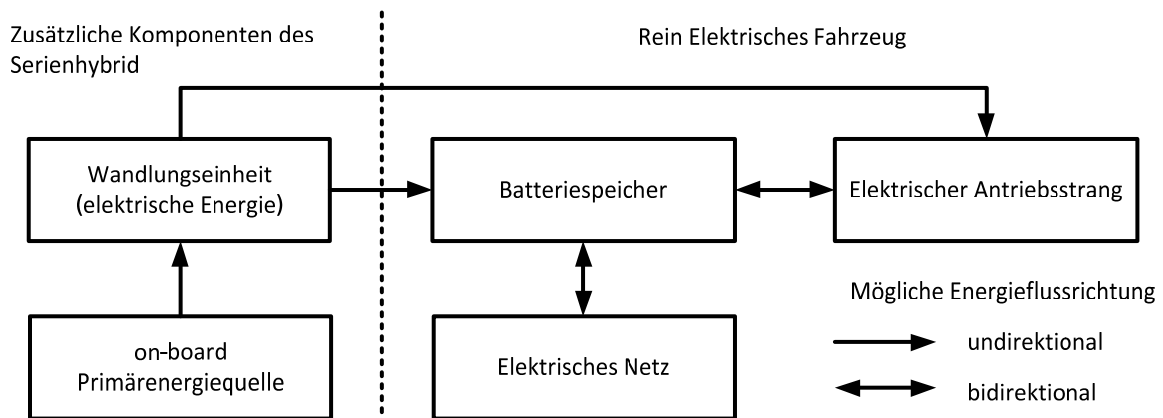 Zusätzliche Komponenten des
Serienhybrid
Rein Elektrisches Fahrzeug
Wandlungseinheit
(elektrische Energie)
Batteriespeicher
Elektrischer Antriebsstrang
on-board
Primärenergiequelle
Elektrisches Netz
Mögliche Energieflussrichtung
undirektional
bidirektional